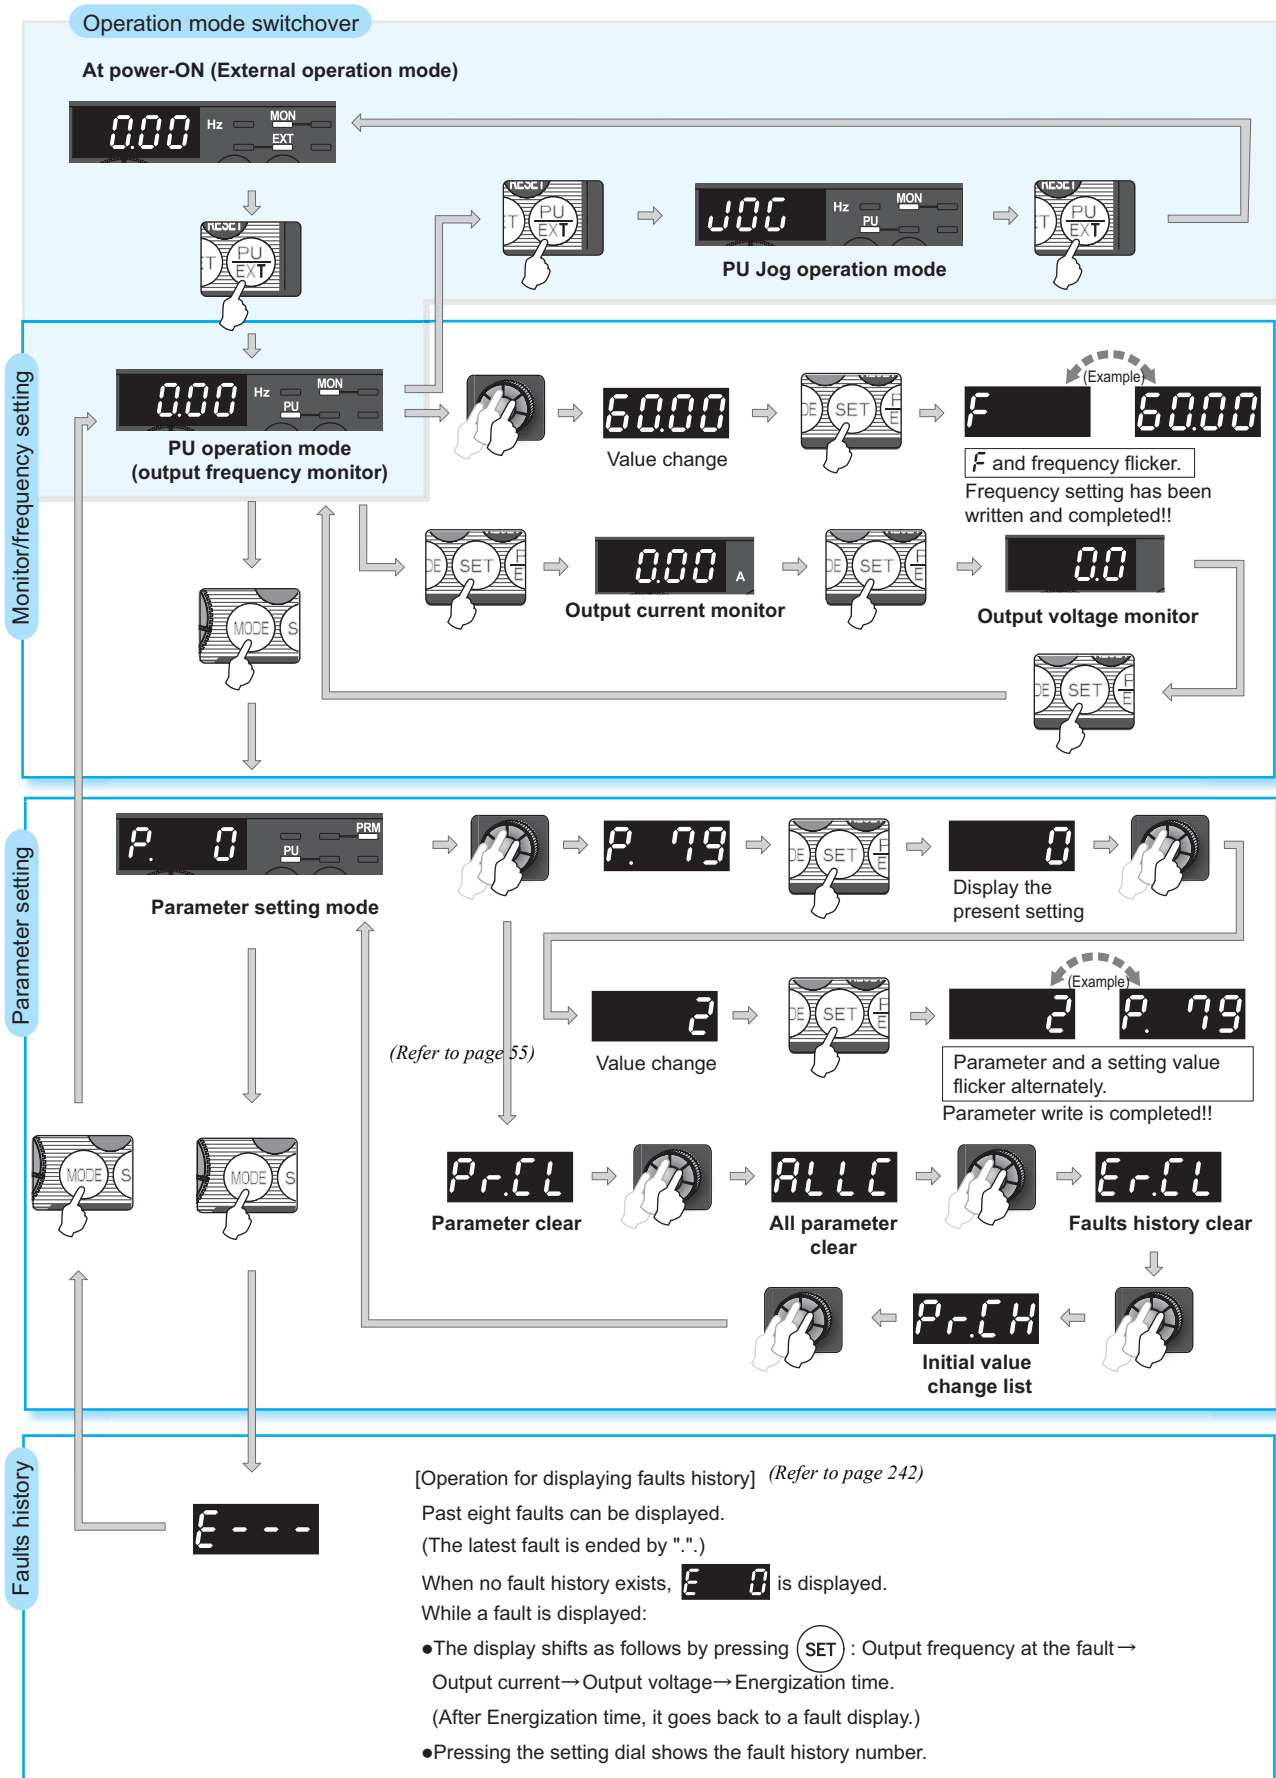 Operation mode switchover
At power-ON (External operation mode)
0.00 Hz MON
EXT
RESET
PU
EXT
RESET
PU
EXT
JOG Hz MON
PU
RESET
PU
EXT
PU Jog operation mode
Monitor/frequency setting
0.00 Hz MON
PU
PU operation mode
(output frequency monitor)
60.00
Value change
SET
F
(Example)
60.00
F and frequency flicker.
Frequency setting has been
written and completed!!
SET
0.00 A
Output current monitor
SET
0.0
Output voltage monitor
SET
MODE
Parameter setting
P. 0 PRM
PU
Parameter setting mode
P. 79
SET
0
Display the
present setting
2
Value change
SET
2
(Example)
P. 79
Parameter and a setting value
flicker alternately.
Parameter write is completed!!
(Refer to page 55)
MODE
MODE
Pr.CL
Parameter clear
ALLC
All parameter
clear
Er.CL
Faults history clear
Pr.CH
Initial value
change list
Faults history
E---
[Operation for displaying faults history] (Refer to page 242)
Past eight faults can be displayed.
(The latest fault is ended by ".".)
When no fault history exists, E 0 is displayed.
While a fault is displayed:
●The display shifts as follows by pressing SET : Output frequency at the fault→
Output current→Output voltage→Energization time.
(After Energization time, it goes back to a fault display.)
●Pressing the setting dial shows the fault history number.